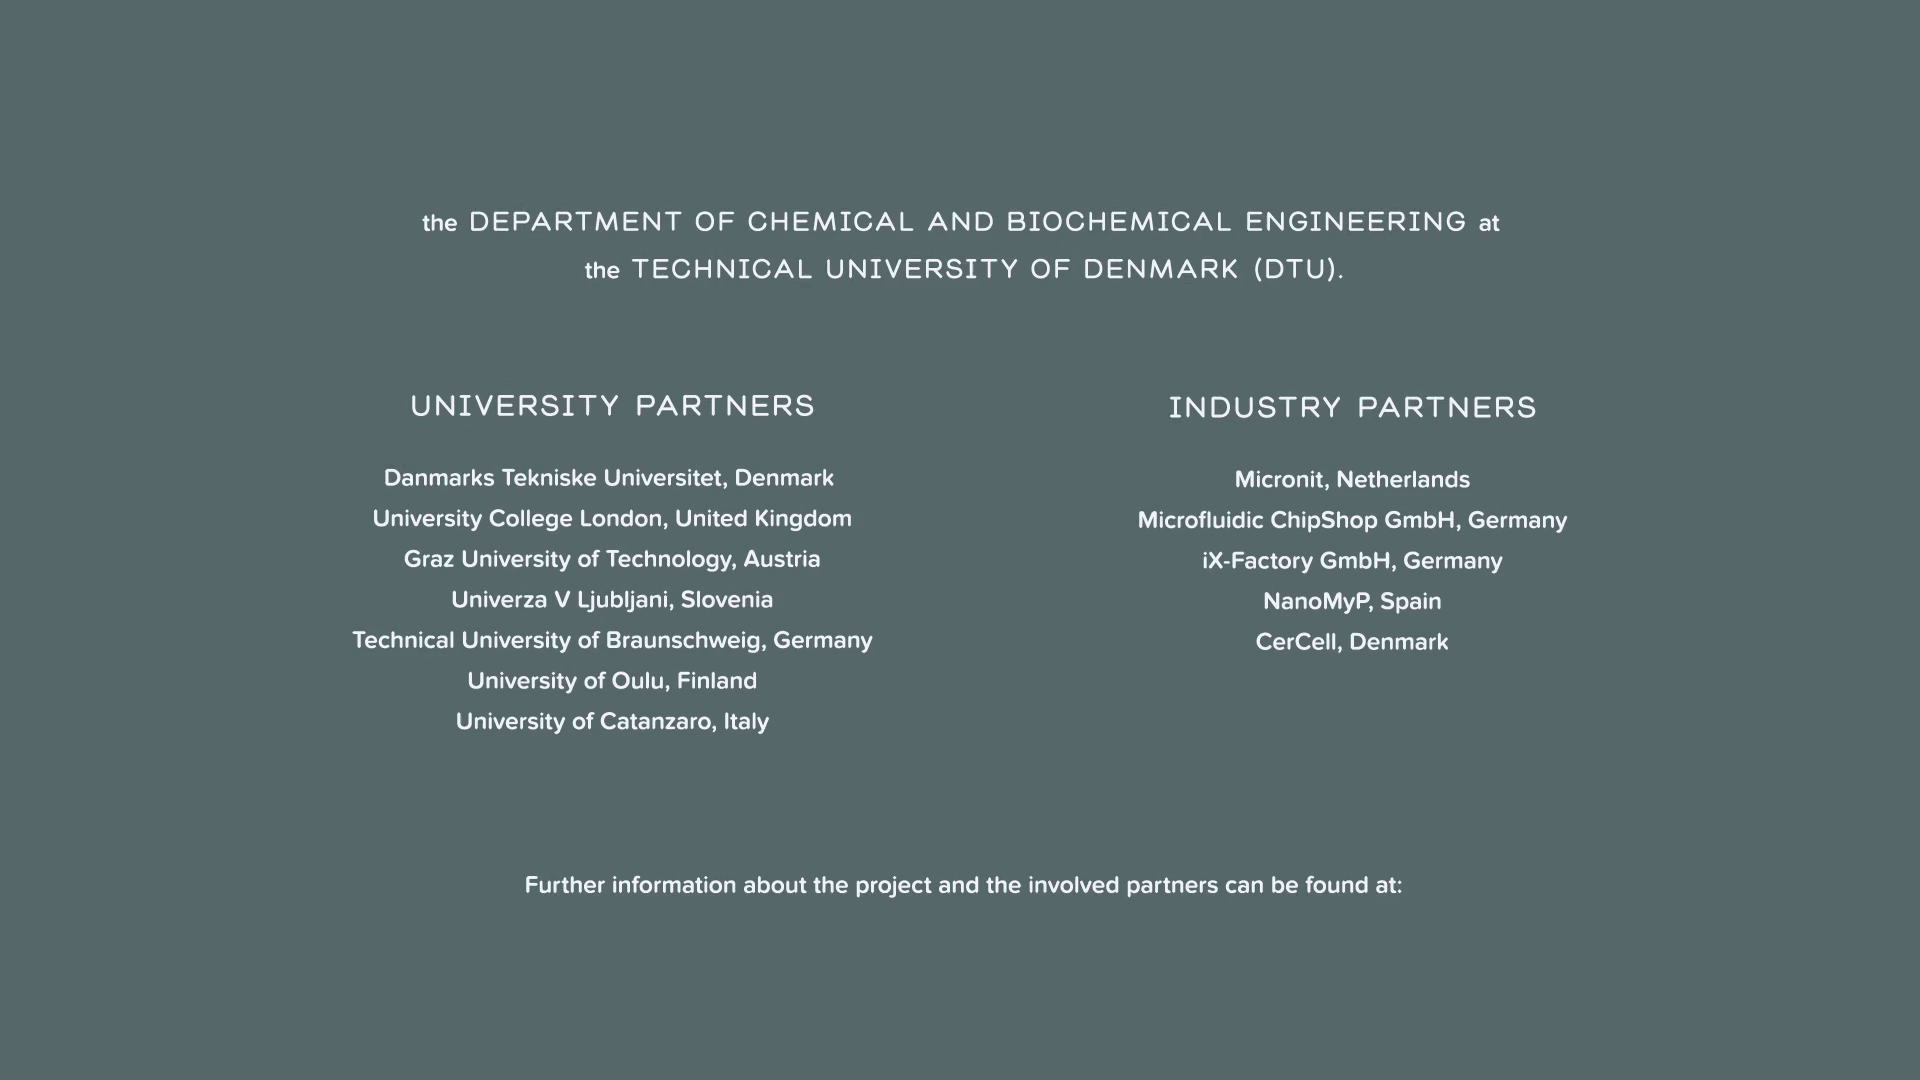 the DEPARTMENT OF CHEMICAL AND BIOCHEMICAL ENGINEERING at
the TECHNICAL UNIVERSITY OF DENMARK (DTU).
UNIVERSITY PARTNERS
Danmarks Tekniske Universitet, Denmark
University College London, United Kingdom
Graz University of Technology, Austria
Univerza V Ljubljani, Slovenia
Technical University of Braunschweig, Germany
University of Oulu, Finland
University of Catanzaro, Italy
INDUSTRY PARTNERS
Micronit, Netherlands
Microfluidic ChipShop GmbH, Germany
iX-Factory GmbH, Germany
NanoMyP, Spain
CerCell, Denmark
Further information about the project and the involved partners can be found at: